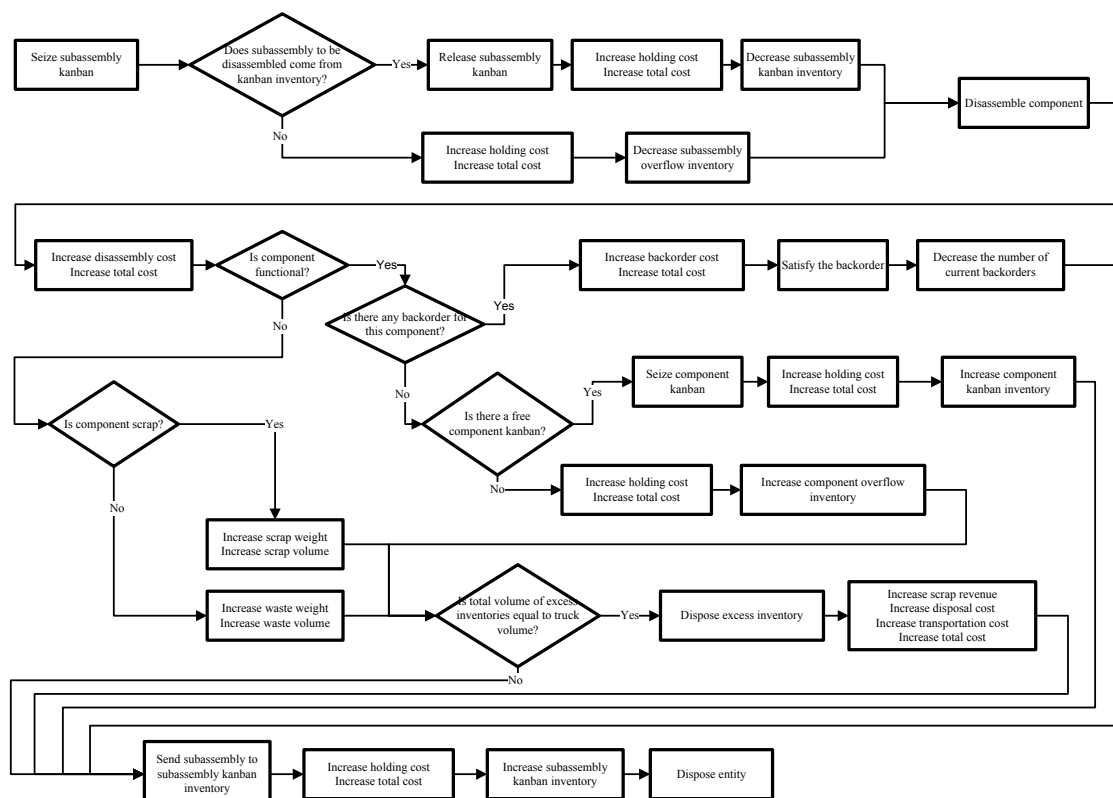 Seize subassembly
kanban
Does subassembly to be
disassembled come from
kanban inventory?
Yes
Release subassembly
kanban
Increase holding cost
Increase total cost
Decrease subassembly
kanban inventory
Disassemble component
No
Increase holding cost
Increase total cost
Decrease subassembly
overflow inventory
Increase disassembly cost
Increase total cost
Is component
functional?
Yes
Is there any backorder for
this component?
Yes
Increase backorder cost
Increase total cost
Satisfy the backorder
Decrease the number of
current backorders
No
No
Is there a free
component kanban?
Yes
Seize component
kanban
Increase holding cost
Increase total cost
Increase component
kanban inventory
Is component scrap?
Yes
No
No
Increase holding cost
Increase total cost
Increase component overflow
inventory
Increase scrap weight
Increase scrap volume
Increase waste weight
Increase waste volume
Is total volume of excess
inventories equal to truck
volume?
Yes
Dispose excess inventory
Increase scrap revenue
Increase disposal cost
Increase transportation cost
Increase total cost
No
Send subassembly to
subassembly kanban
inventory
Increase holding cost
Increase total cost
Increase subassembly
kanban inventory
Dispose entity